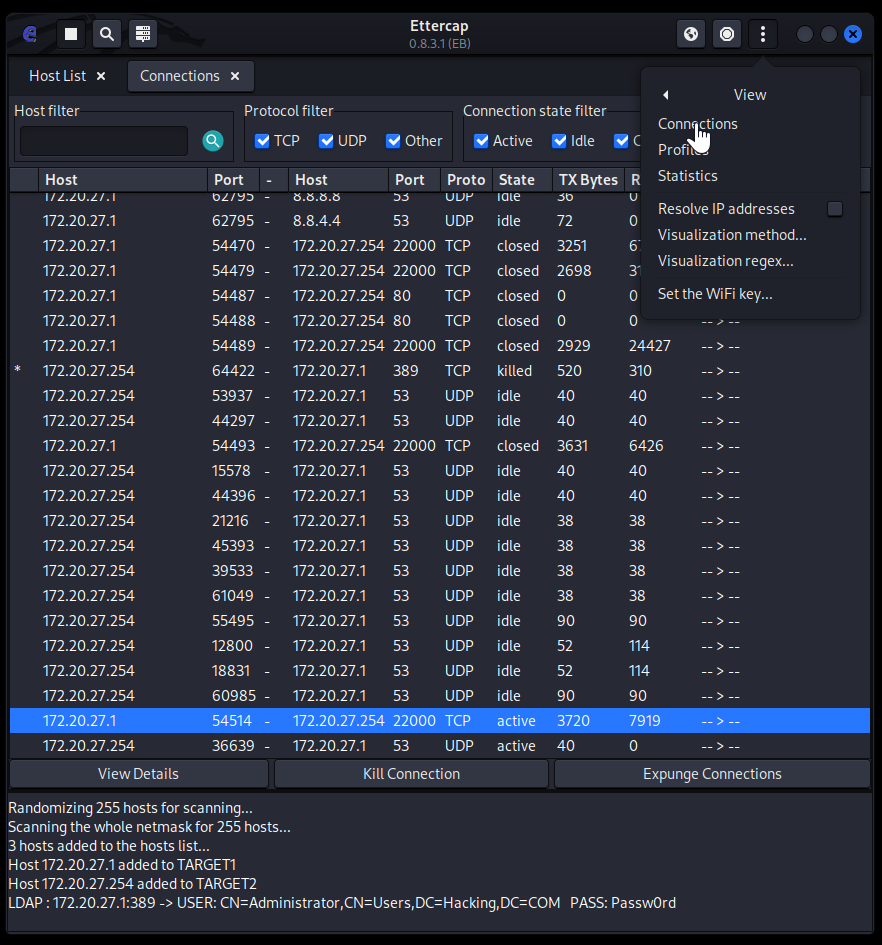 Ettercap
0.8.3.1 (EB)
Host List × Connections ×
View
Host filter Protocol filter Connection state filter
Connections
TCP UDP Other Active Idle C
Profiles
Statistics
Host Port - Host Port Proto State TX Bytes R
172.20.27.1 62795 - 8.8.8.8 53 UDP idle 36 0
Resolve IP addresses
172.20.27.1 62795 - 8.8.4.4 53 UDP idle 72 0
Visualization method...
172.20.27.1 54470 - 172.20.27.254 22000 TCP closed 3251 67
Visualization regex...
172.20.27.1 54479 - 172.20.27.254 22000 TCP closed 2698 31
172.20.27.1 54487 - 172.20.27.254 80 TCP closed 0 0
Set the WiFi key...
172.20.27.1 54488 - 172.20.27.254 80 TCP closed 0 0 -- > --
172.20.27.1 54489 - 172.20.27.254 22000 TCP closed 2929 24427 -- > --
* 172.20.27.254 64422 - 172.20.27.1 389 TCP killed 520 310 -- > --
172.20.27.254 53937 - 172.20.27.1 53 UDP idle 40 40 -- > --
172.20.27.254 44297 - 172.20.27.1 53 UDP idle 40 40 -- > --
172.20.27.1 54493 - 172.20.27.254 22000 TCP closed 3631 6426 -- > --
172.20.27.254 15578 - 172.20.27.1 53 UDP idle 40 40 -- > --
172.20.27.254 44396 - 172.20.27.1 53 UDP idle 40 40 -- > --
172.20.27.254 21216 - 172.20.27.1 53 UDP idle 38 38 -- > --
172.20.27.254 45393 - 172.20.27.1 53 UDP idle 38 38 -- > --
172.20.27.254 39533 - 172.20.27.1 53 UDP idle 38 38 -- > --
172.20.27.254 61049 - 172.20.27.1 53 UDP idle 38 38 -- > --
172.20.27.254 55495 - 172.20.27.1 53 UDP idle 90 90 -- > --
172.20.27.254 12800 - 172.20.27.1 53 UDP idle 52 114 -- > --
172.20.27.254 18831 - 172.20.27.1 53 UDP idle 52 114 -- > --
172.20.27.254 60985 - 172.20.27.1 53 UDP idle 90 90 -- > --
172.20.27.1 54514 - 172.20.27.254 22000 TCP active 3720 7919 -- > --
172.20.27.254 36639 - 172.20.27.1 53 UDP active 40 0 -- > --
View Details Kill Connection Expunge Connections
Randomizing 255 hosts for scanning...
Scanning the whole netmask for 255 hosts...
3 hosts added to the hosts list...
Host 172.20.27.1 added to TARGET1
Host 172.20.27.254 added to TARGET2
LDAP : 172.20.27.1:389 -> USER: CN=Administrator,CN=Users,DC=Hacking,DC=COM PASS: Passw0rd